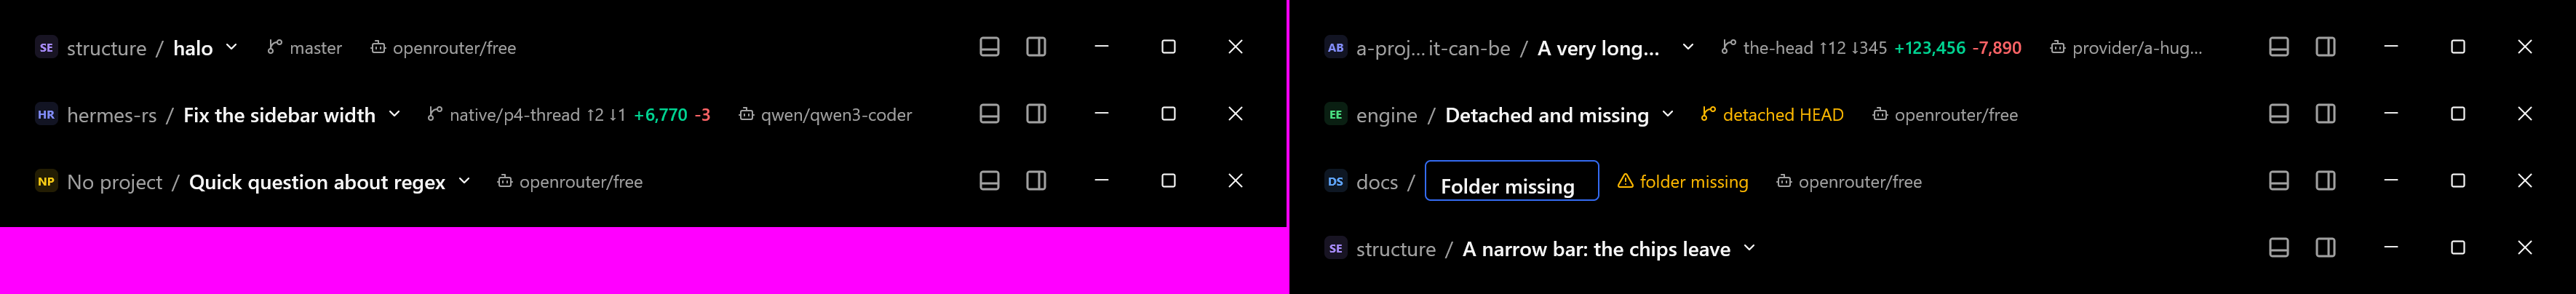 SE structure / halo master openrouter/free
HR hermes-rs / Fix the sidebar width native/p4-thread ↑2 ↓1 +6,770 -3 qwen/qwen3-coder
NP No project / Quick question about regex openrouter/free
AB a-proj...it-can-be / A very long... the-head ↑12 ↓345 +123,456 -7,890 provider/a-hug...
EE engine / Detached and missing detached HEAD openrouter/free
DS docs / Folder missing folder missing openrouter/free
SE structure / A narrow bar: the chips leave